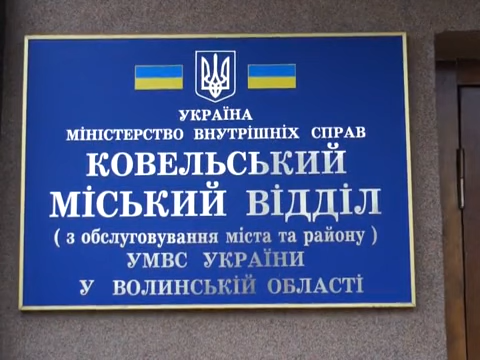 УКРАЇНА
МІНІСТЕРСТВО ВНУТРІШНІХ СПРАВ
КОВЕЛЬСЬКИЙ
МІСЬКИЙ ВІДДІЛ
( з обслуговування міста та району )
УМВС УКРАЇНИ
У ВОЛИНСЬКІЙ ОБЛАСТІ